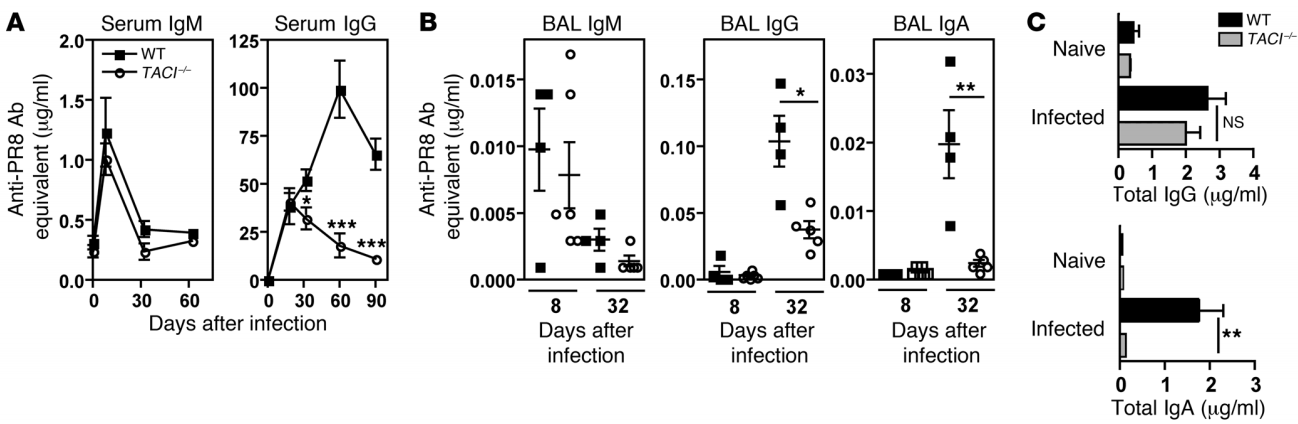 A
Serum IgM
Serum IgG
Anti-PR8 Ab
equivalent (μg/ml)
2.0
1.5
1.0
0.5
0.0
WT
TACI–/–
0 30 60
125
100
75
50
25
0
*
***
***
0 30 60 90
Days after infection
B
BAL IgM
BAL IgG
BAL IgA
Anti-PR8 Ab
equivalent (μg/ml)
0.015
0.010
0.005
0.000
8 32
Days after
infection
0.15
0.10
0.05
0.00
*
8 32
Days after
infection
0.03
0.02
0.01
0.00
**
8 32
Days after
infection
C
WT
TACI–/–
Naive
Infected
NS
0 1 2 3 4
Total IgG (μg/ml)
Naive
Infected
**
0 1 2 3
Total IgA (μg/ml)